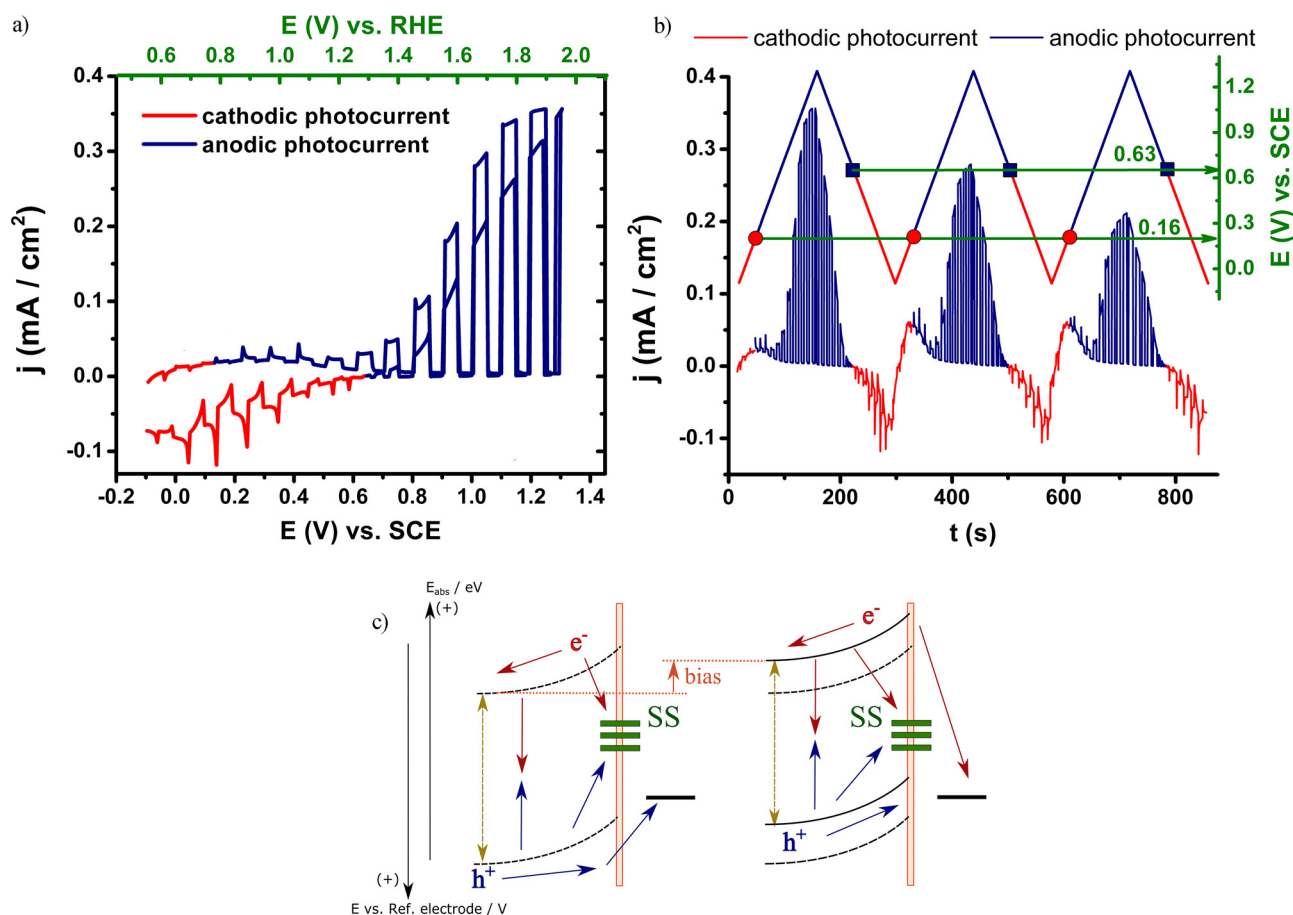 a)
E (V) vs. RHE
0.6 0.8 1.0 1.2 1.4 1.6 1.8 2.0
0.4
0.3
0.2
0.1
0.0
-0.1
j (mA / cm²)
cathodic photocurrent
anodic photocurrent
-0.2 0.0 0.2 0.4 0.6 0.8 1.0 1.2 1.4
E (V) vs. SCE
b)
cathodic photocurrent
anodic photocurrent
0.4
0.3
0.2
0.1
0.0
-0.1
j (mA / cm²)
0.63
0.16
1.2
0.9
0.6
0.3
0.0
E (V) vs. SCE
0 200 400 600 800
t (s)
c)
E_abs / eV
(+)
(+)
E vs. Ref. electrode / V
e⁻
SS
h⁺
bias
e⁻
SS
h⁺